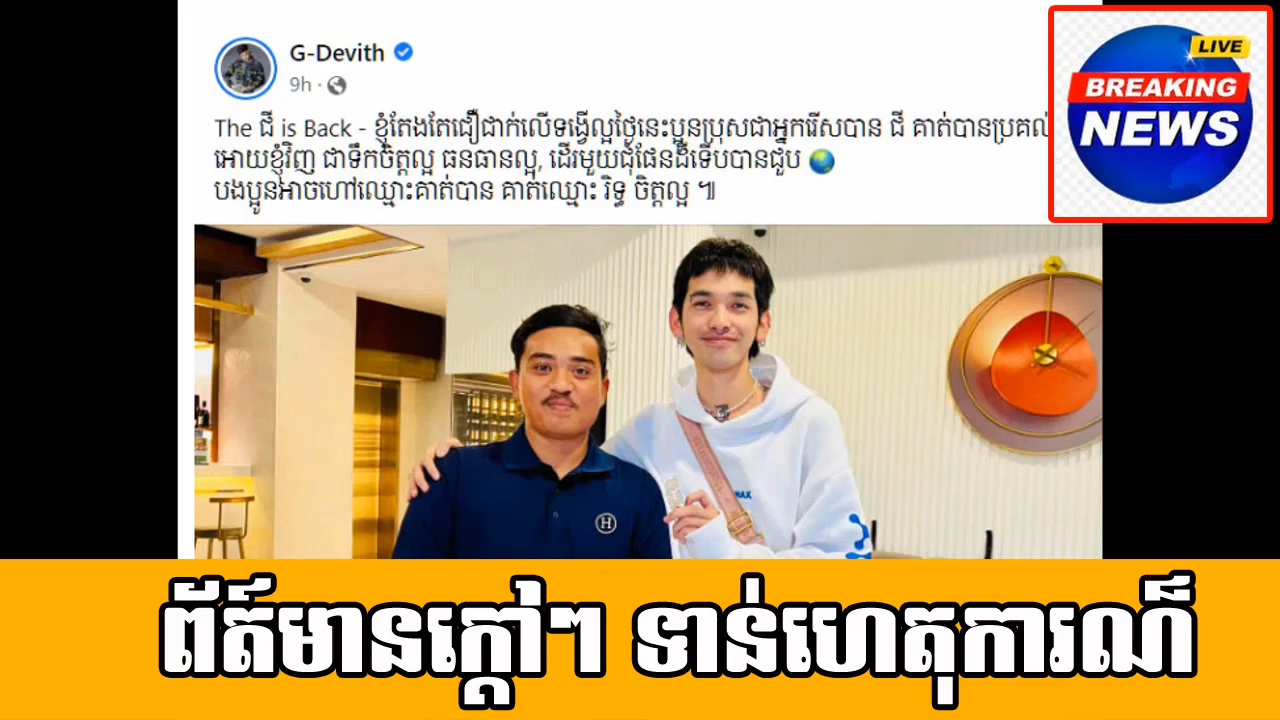 G-Devith
9h ·
The ជី is Back - ខ្ញុំតែងតែជឿជាក់លើទង្វើល្អថ្ងៃនេះប្អូនប្រុសជាអ្នករើសបាន ជី គាត់បានប្រគល់
អោយខ្ញុំវិញ ជាទឹកចិត្តល្អ ធនធានល្អ, ដើរមួយជុំផែនដីទើបបានជួប 🌏
បងប្អូនអាចហៅឈ្មោះគាត់បាន គាត់ឈ្មោះ រិទ្ធ ចិត្តល្អ ៕
LIVE
BREAKING
NEWS
H
ព័ត៍មានក្ដៅៗ ទាន់ហេតុការណ៍